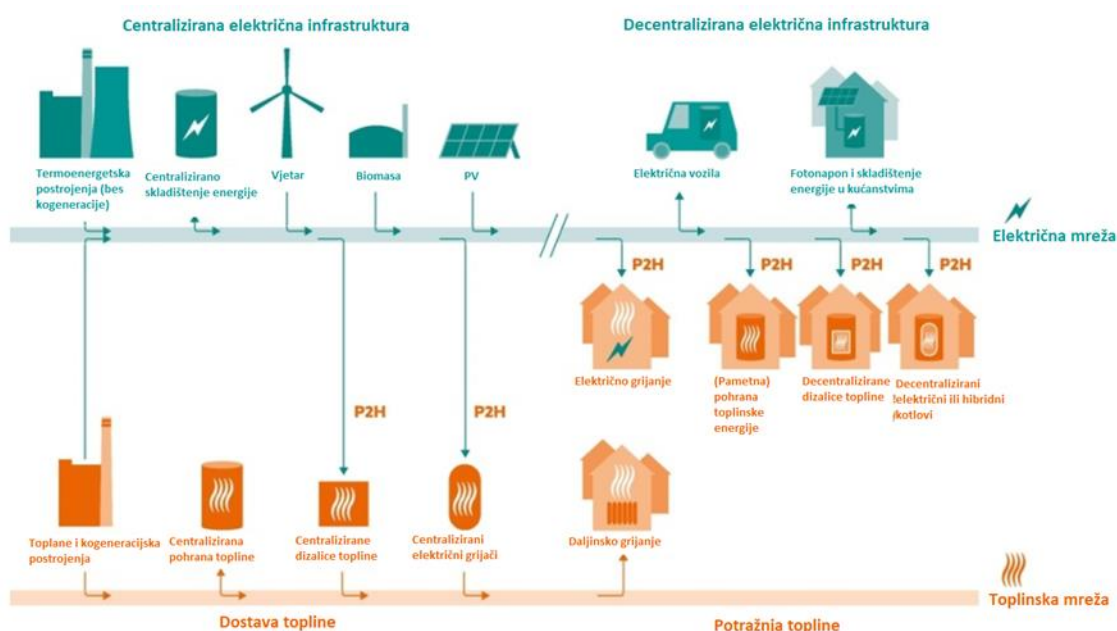 Centralizirana električna infrastruktura
Decentralizirana električna infrastruktura
Termoenergetska
postrojenja (bes
kogeneracije)
Centralizirano
skladištenje energije
Vjetar
Biomasa
PV
Električna vozila
Fotonapon i skladištenje
energije u kućanstvima
Električna mreža
P2H
P2H
P2H
P2H
Električno grijanje
(Pametna)
pohrana
toplinske
energije
Decentralizirane
dizalice topline
Decentralizirani
električni ili hibridni
kotlovi
P2H
P2H
Toplane i kogeneracijska
postrojenja
Centralizirana
pohrana topline
Centralizirane
dizalice topline
Centralizirani
električni grijači
Daljinsko grijanje
Toplinska mreža
Dostava topline
Potražnja topline